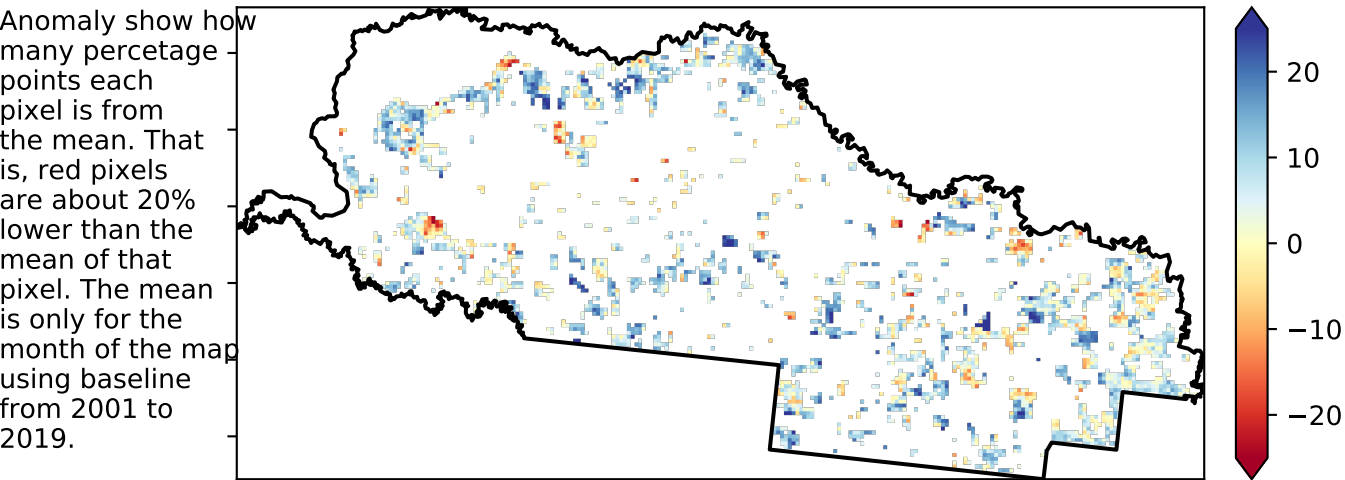 Anomaly show how
many percetage
points each
pixel is from
the mean. That
is, red pixels
are about 20%
lower than the
mean of that
pixel. The mean
is only for the
month of the map
using baseline
from 2001 to
2019.
20
10
0
−10
−20